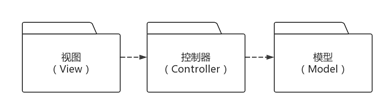 视图
（View）
控制器
（Controller）
模型
（Model）